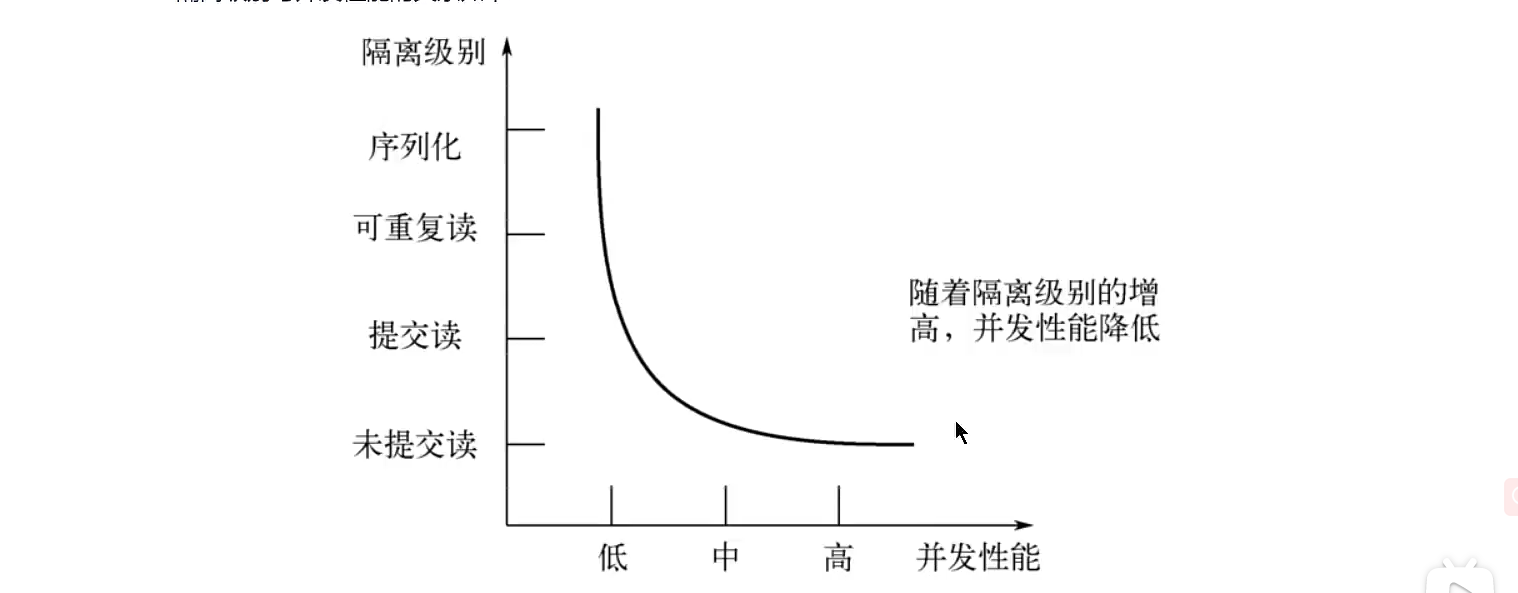 隔离级别
序列化
可重复读
提交读
未提交读
随着隔离级别的增
高，并发性能降低
低 中 高 并发性能